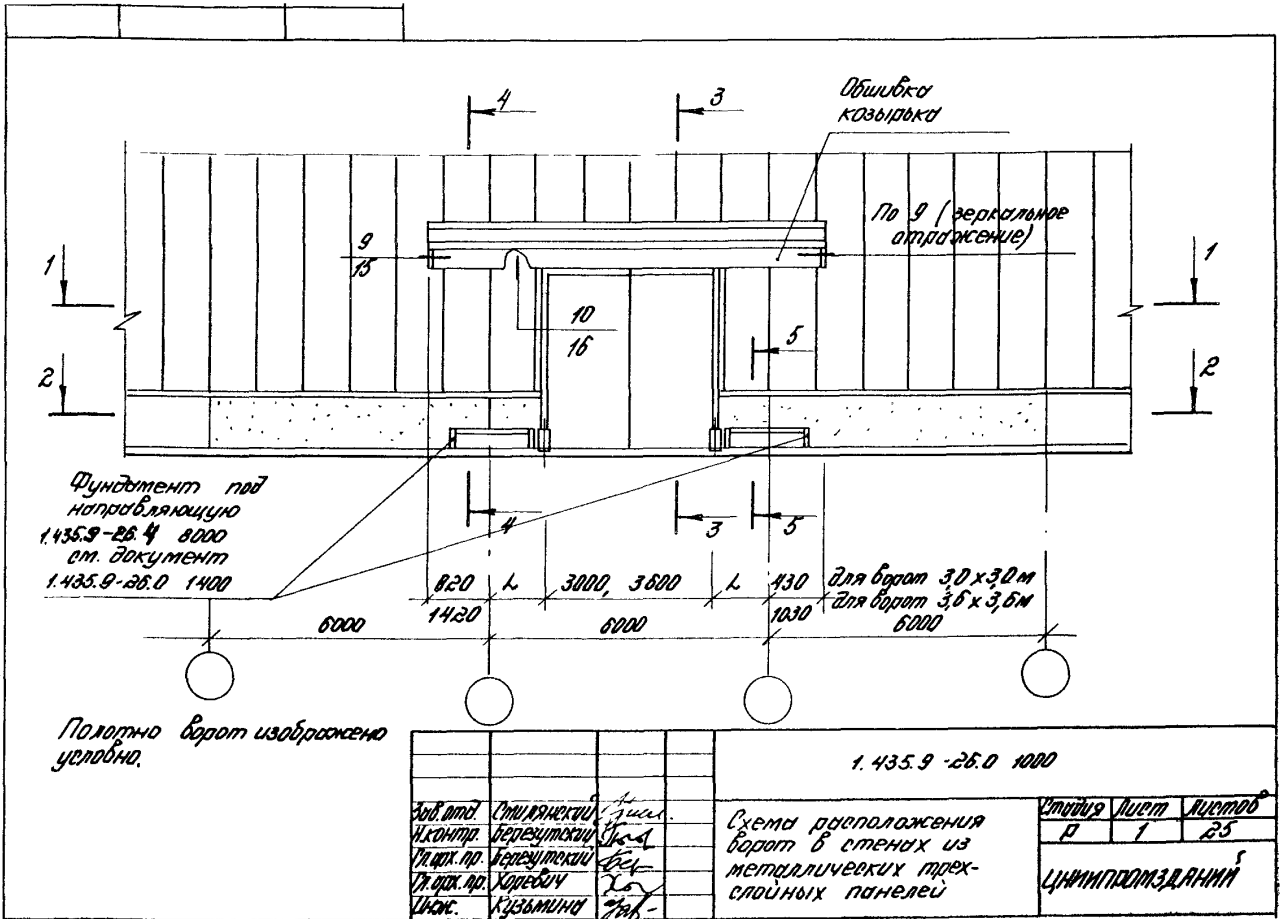 4
3
Обшивка
козырька
По 9 (зеркальное
отражение)
9
15
1
1
10
16
5
2
2
Фундамент под
направляющую
1.435.9-26.4 8000
см. документ
1.435.9-26.0 1400
4
3
5
820 L 3000, 3600 L 430 для ворот 3,0 х 3,0 м
1420 1030 для ворот 3,6 х 3,6 м
6000 6000 6000
Полотно ворот изображено
условно.
1.435.9-26.0 1000
Зав. отд. Смилянский
Н.контр. Березутский
Гл.арх.пр. Березутский
Гл.арх.пр. Хоревич
Инж. Кузьмина
Схема расположения
ворот в стенах из
металлических трех-
слойных панелей
Стадия Лист Листов
Р 1 25
ЦНИИПРОМЗДАНИЙ